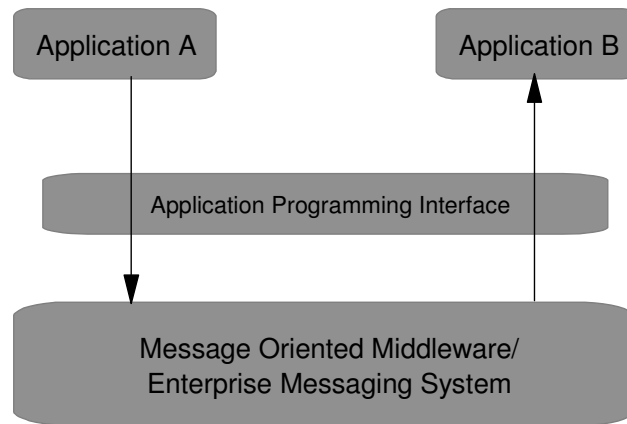 Application A
Application B
Application Programming Interface
Message Oriented Middleware/
Enterprise Messaging System